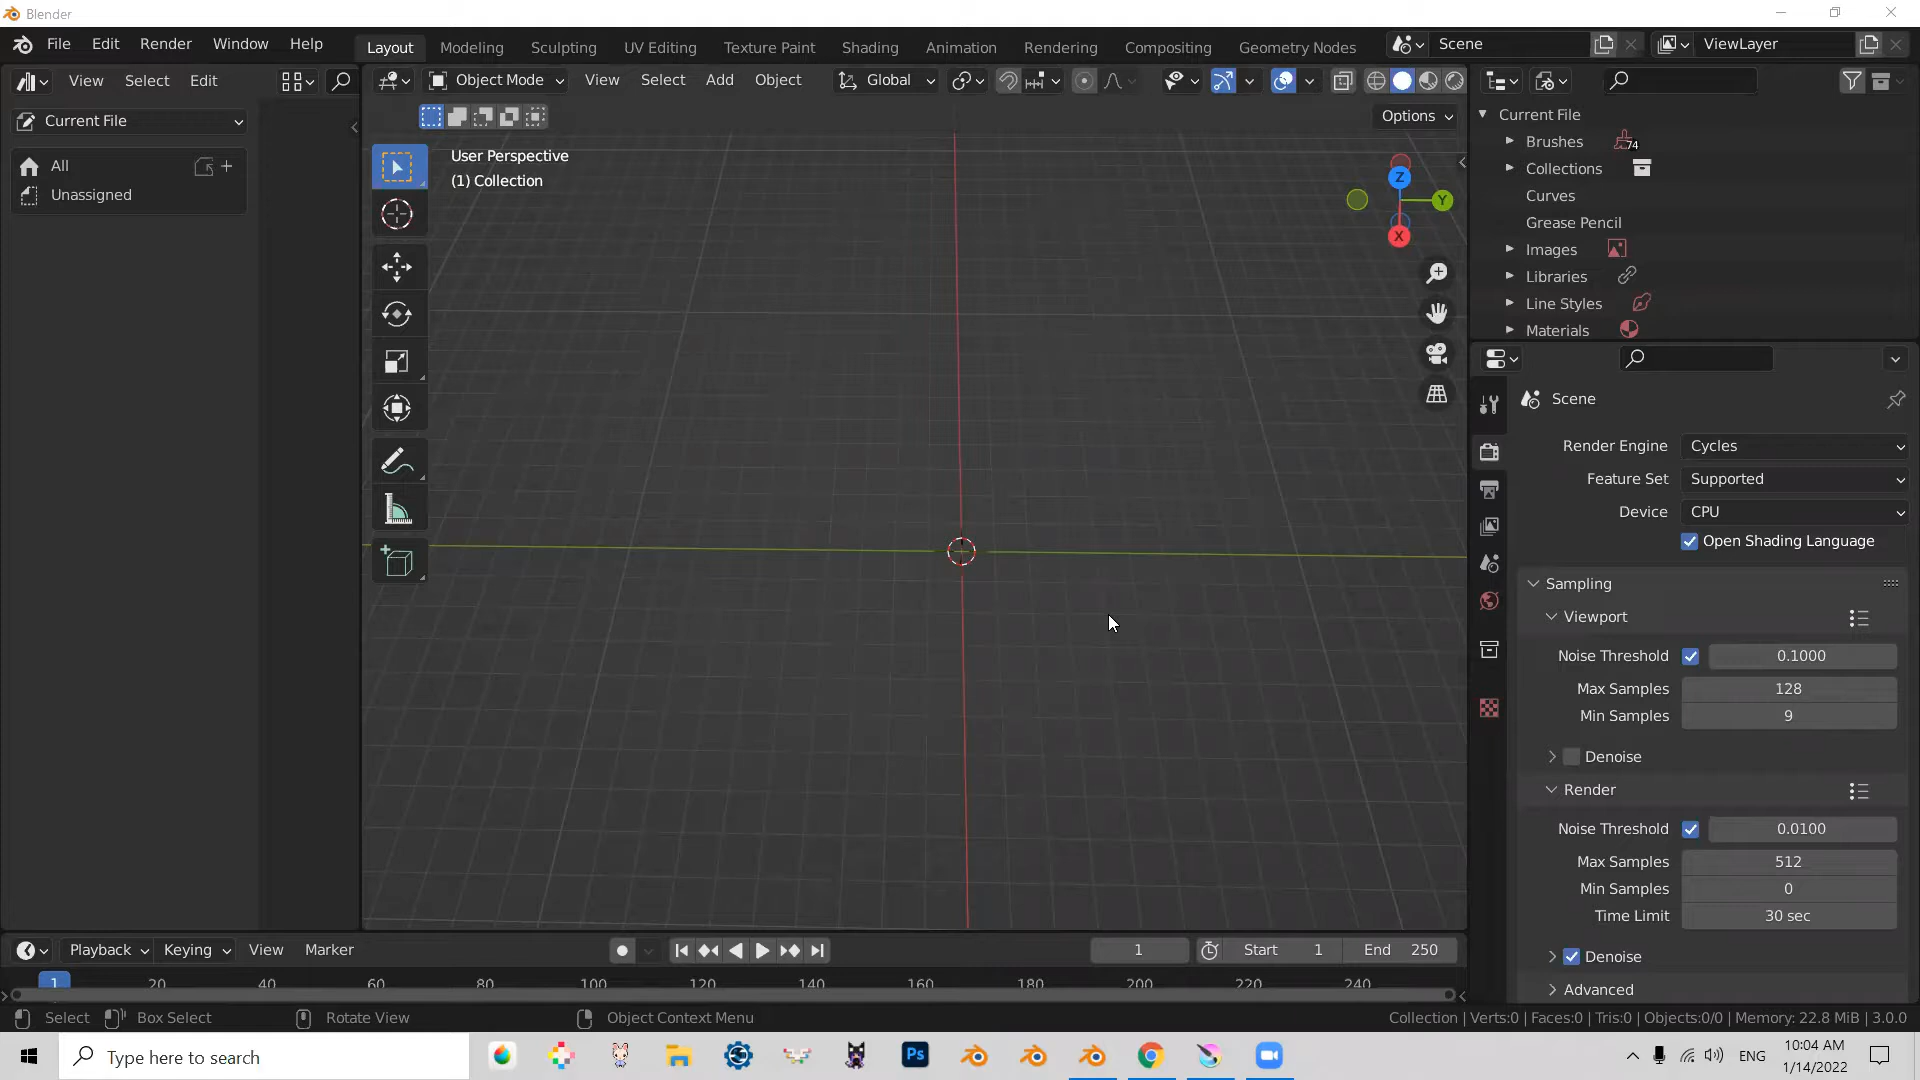 Blender
File Edit Render Window Help Layout Modeling Sculpting UV Editing Texture Paint Shading Animation Rendering Compositing Geometry Nodes Scene ViewLayer
View Select Edit Object Mode View Select Add Object Global
Current File Options
All
Unassigned
User Perspective
(1) Collection
Z
Y
X
Current File
Brushes 74
Collections
Curves
Grease Pencil
Images
Libraries
Line Styles
Materials
Scene
Render Engine Cycles
Feature Set Supported
Device CPU
Open Shading Language
Sampling
Viewport
Noise Threshold 0.1000
Max Samples 128
Min Samples 9
Denoise
Render
Noise Threshold 0.0100
Max Samples 512
Min Samples 0
Time Limit 30 sec
Denoise
Advanced
Playback Keying View Marker 1 Start 1 End 250
1 20 40 60 80 100 120 140 160 180 200 220 240
Select Box Select Rotate View Object Context Menu Collection | Verts:0 | Faces:0 | Tris:0 | Objects:0/0 | Memory: 22.8 MiB | 3.0.0
Type here to search Ps ENG 10:04 AM
1/14/2022